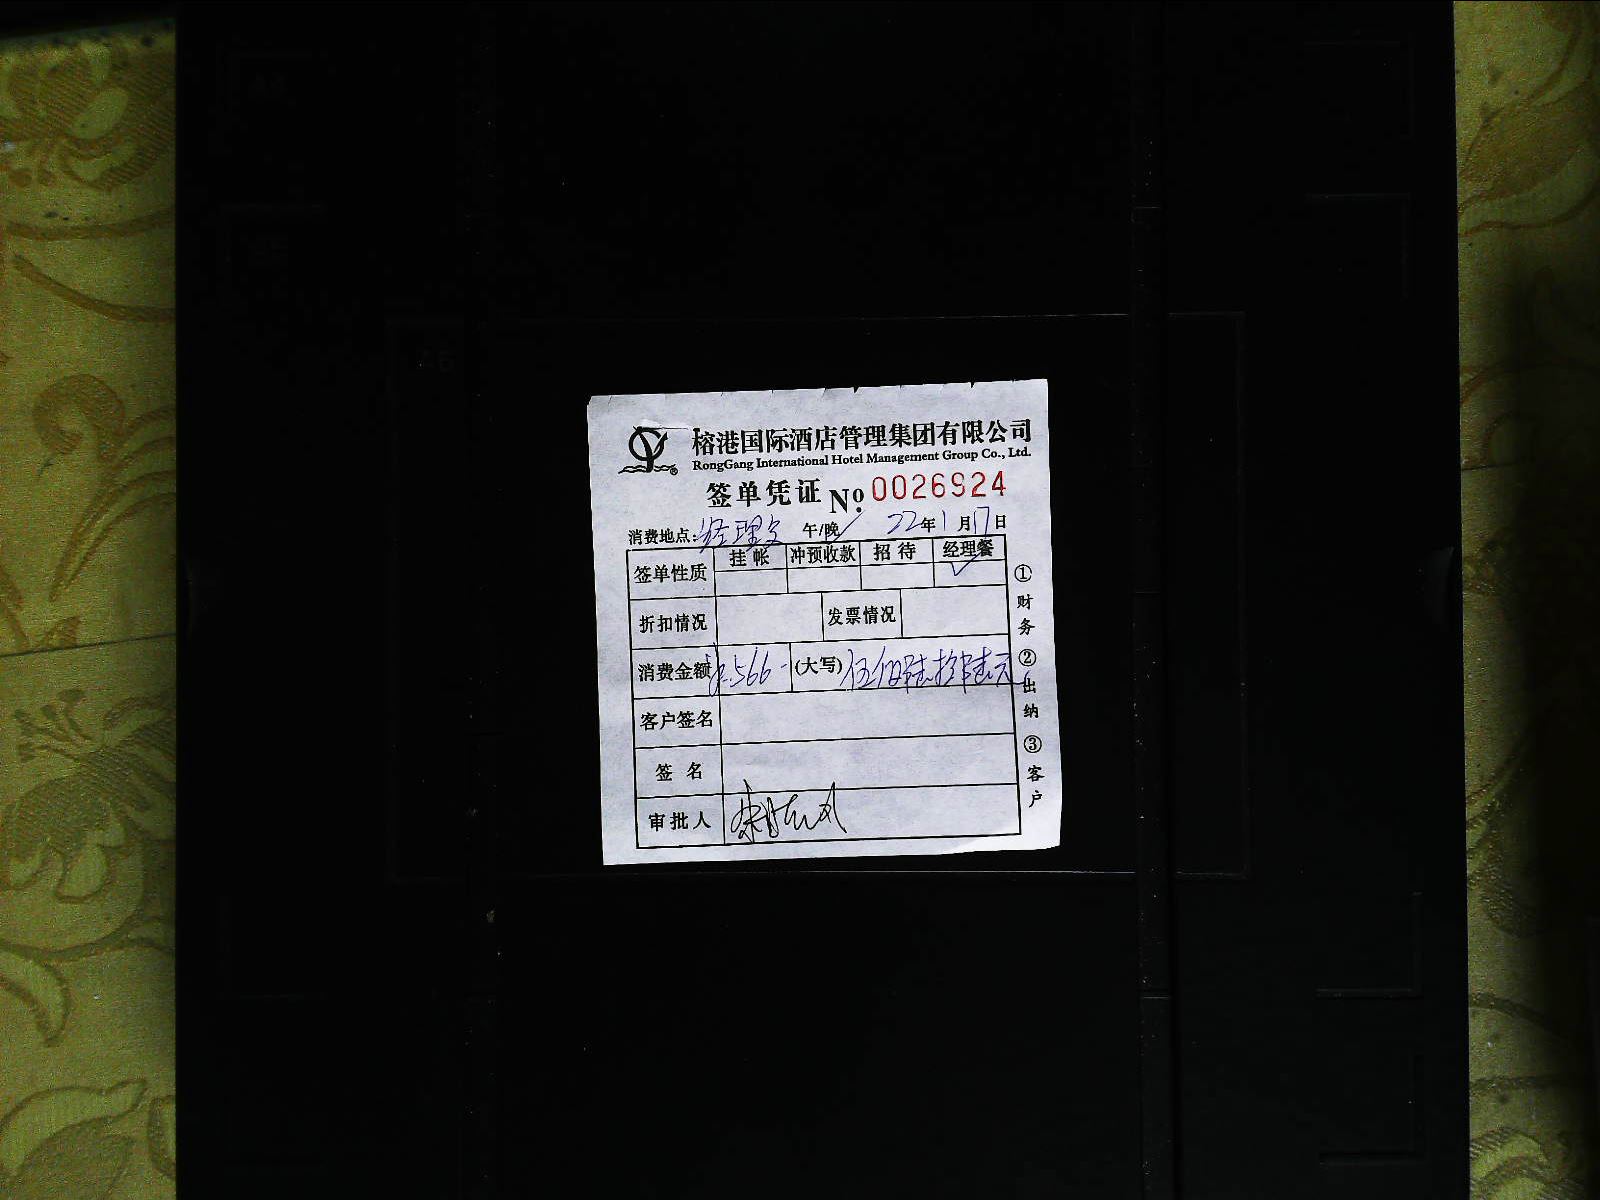 榕港国际酒店管理集团有限公司
RongGang International Hotel Management Group Co., Ltd.
签单凭证 No. 0026924
消费地点: 经理 午/晚 22年1月17日
签单性质 挂帐 冲预收款 招待 经理餐
✓
折扣情况 发票情况
消费金额 566- (大写) 伍佰陆拾陆元
客户签名
签名
审批人
①财务 ②出纳 ③客户
A6